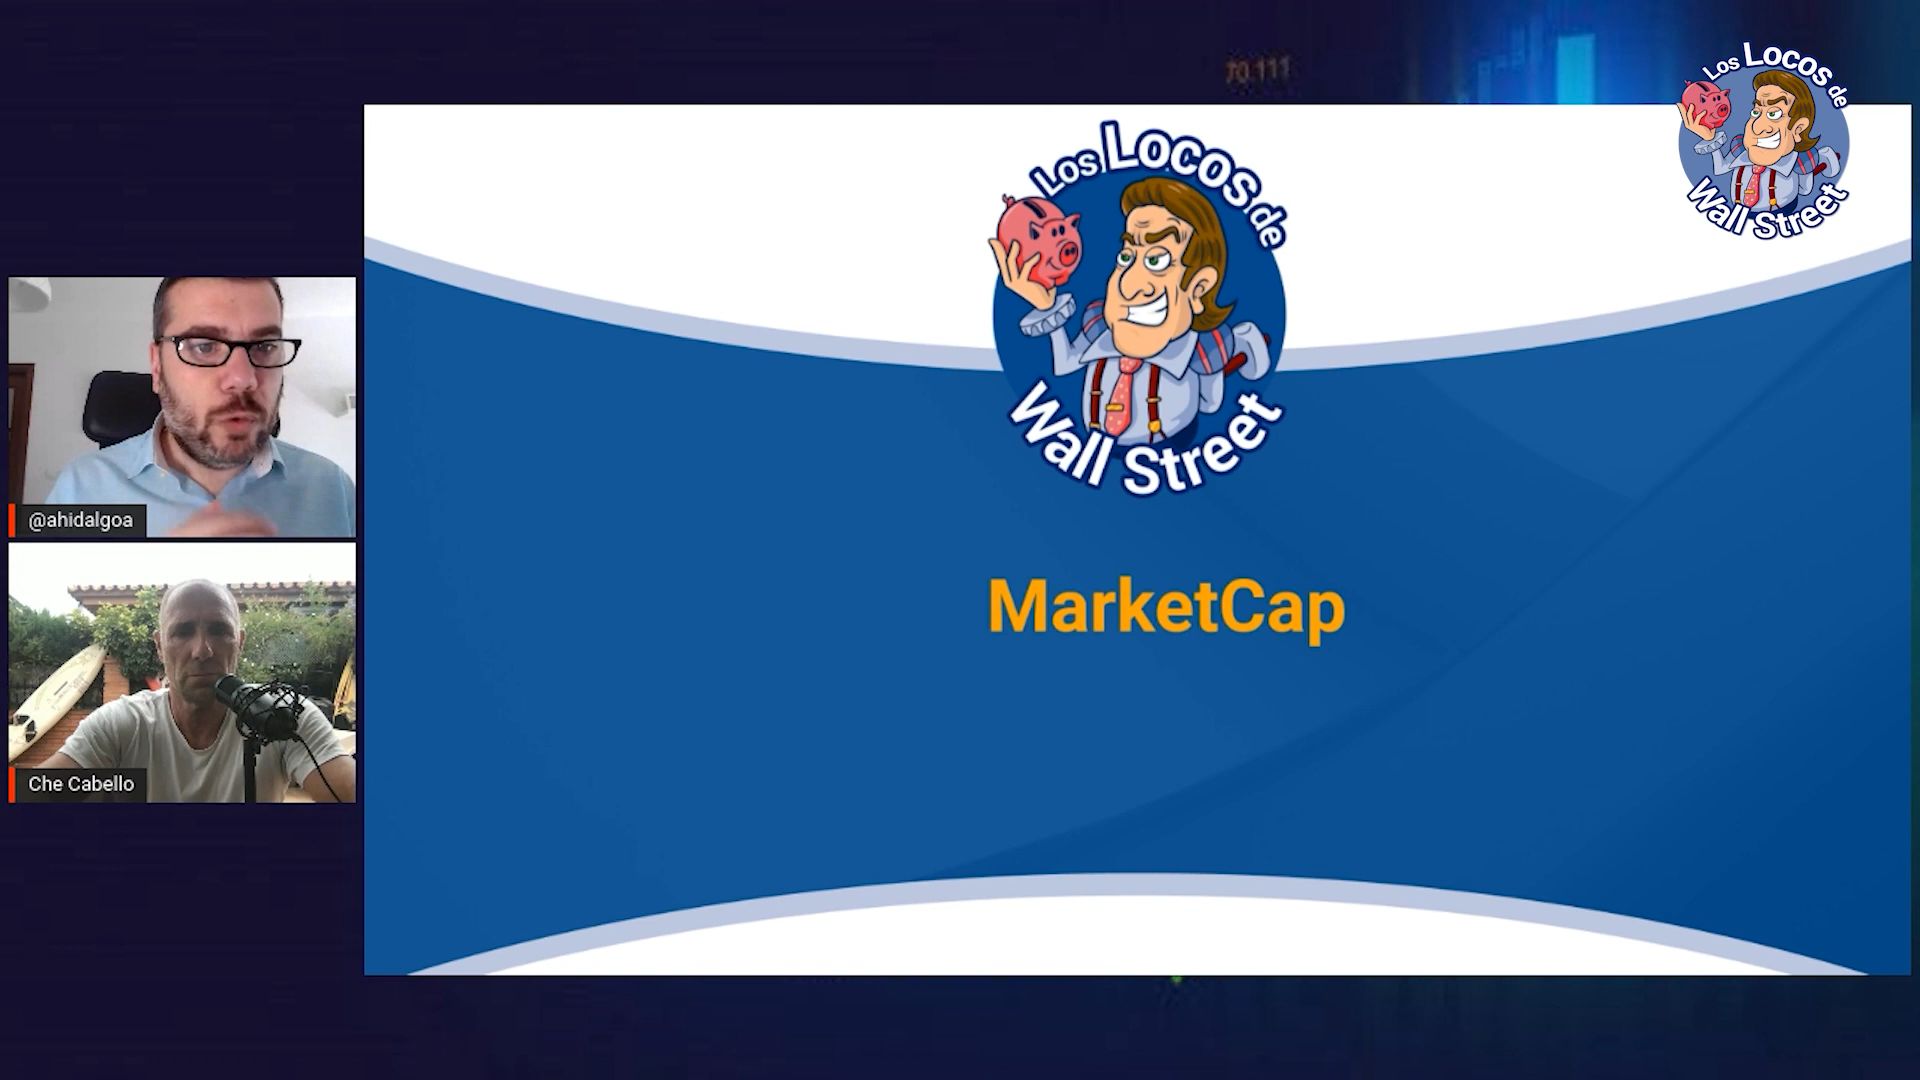 70.111
Los Locos de
Wall Street
Los Locos de
Wall Street
MarketCap
@ahidalgoa
Che Cabello